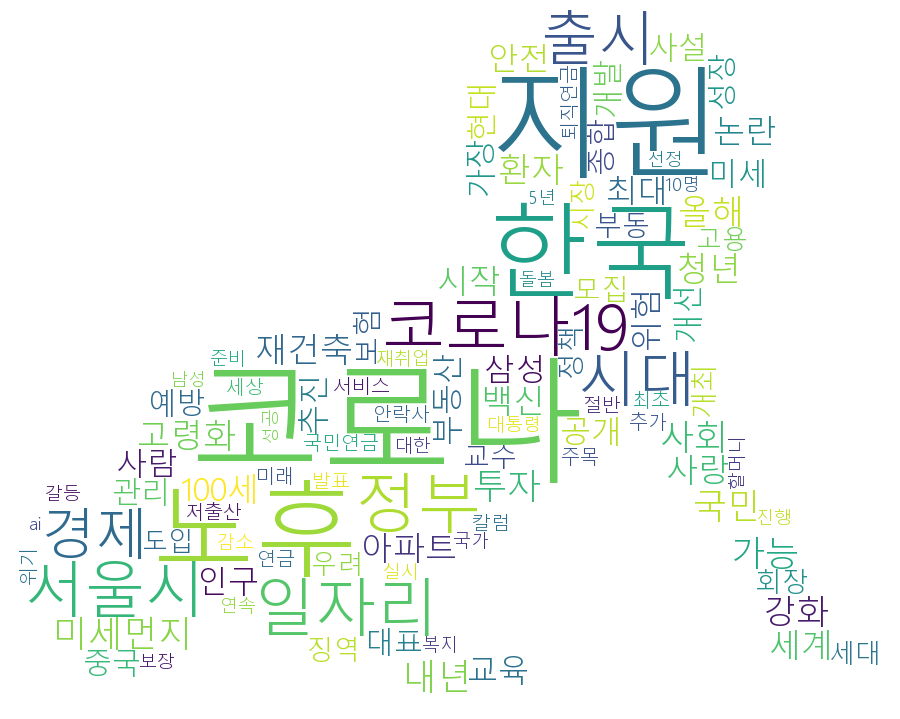 출시
사설
안전
퇴직연금
개발
성장
지원
현대
종합
논란
가장
환자
선정
미세
최대
10명
5년
시장
올해
한국
부동
고용
시작
돌봄
모집
청년
코로나19
위험
개선
보험
재건축
정책
준비
재취업
삼성
시대
남성
세상
추진
서비스
부동산
예방
코로나
백신
절반
최초
개최
성공
안락사
대통령
공개
추가
고령화
국민연금
대한
사회
사람
교수
주목
할머니
미래
사랑
갈등
관리
100세
발표
정부
투자
국민
저출산
칼럼
진행
ai
경제
도입
노후
감소
아파트
국가
가능
위기
연금
우려
서울시
인구
실시
회장
연속
일자리
강화
미세먼지
징역
대표
복지
세계
세대
중국
보장
내년
교육